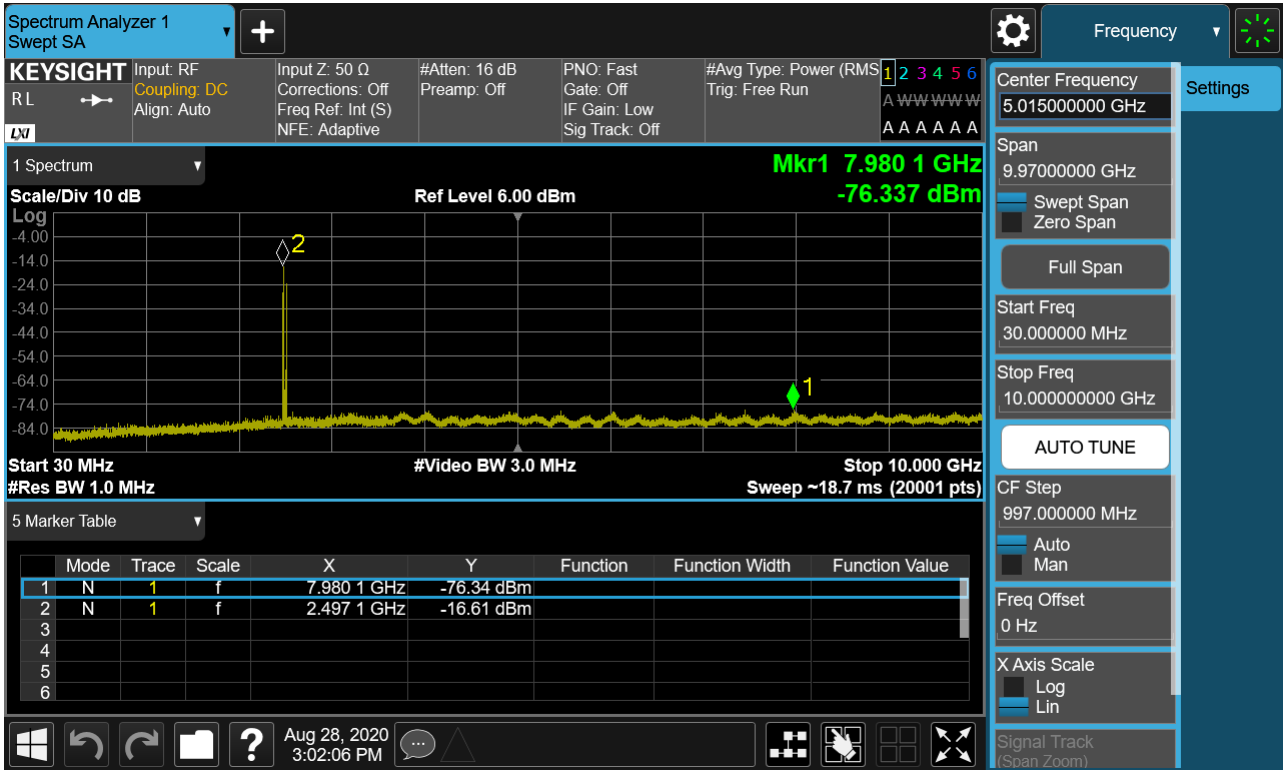 Spectrum Analyzer 1
Swept SA
Frequency
KEYSIGHT
R L
LXI
Input: RF
Coupling: DC
Align: Auto
Input Z: 50 Ω
Corrections: Off
Freq Ref: Int (S)
NFE: Adaptive
#Atten: 16 dB
Preamp: Off
PNO: Fast
Gate: Off
IF Gain: Low
Sig Track: Off
#Avg Type: Power (RMS
Trig: Free Run
1 2 3 4 5 6
A W W W W W
A A A A A A
1 Spectrum
Mkr1 7.980 1 GHz
-76.337 dBm
Scale/Div 10 dB
Ref Level 6.00 dBm
Log
-4.00
-14.0
-24.0
-34.0
-44.0
-54.0
-64.0
-74.0
-84.0
2
1
Start 30 MHz
#Video BW 3.0 MHz
Stop 10.000 GHz
#Res BW 1.0 MHz
Sweep ~18.7 ms (20001 pts)
5 Marker Table
Mode Trace Scale X Y Function Function Width Function Value
1 N 1 f 7.980 1 GHz -76.34 dBm
2 N 1 f 2.497 1 GHz -16.61 dBm
3
4
5
6
Aug 28, 2020
3:02:06 PM
Center Frequency
5.015000000 GHz
Settings
Span
9.97000000 GHz
Swept Span
Zero Span
Full Span
Start Freq
30.000000 MHz
Stop Freq
10.000000000 GHz
AUTO TUNE
CF Step
997.000000 MHz
Auto
Man
Freq Offset
0 Hz
X Axis Scale
Log
Lin
Signal Track
(Span Zoom)